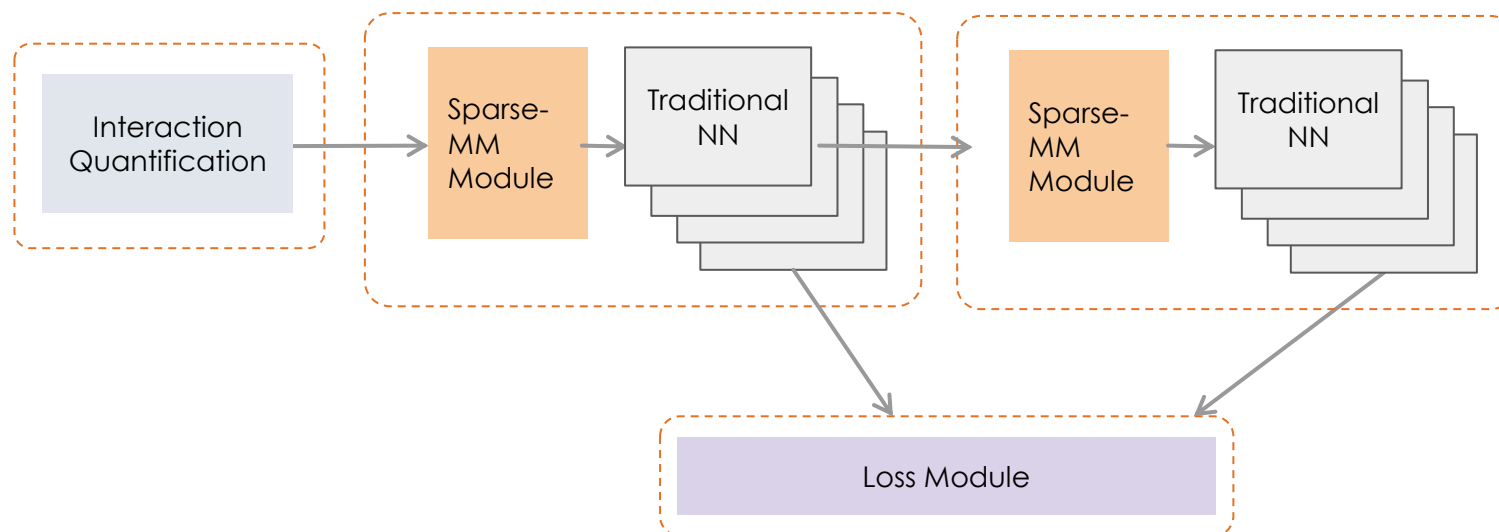 Interaction
Quantification
Sparse-
MM
Module
Traditional
NN
Sparse-
MM
Module
Traditional
NN
Loss Module